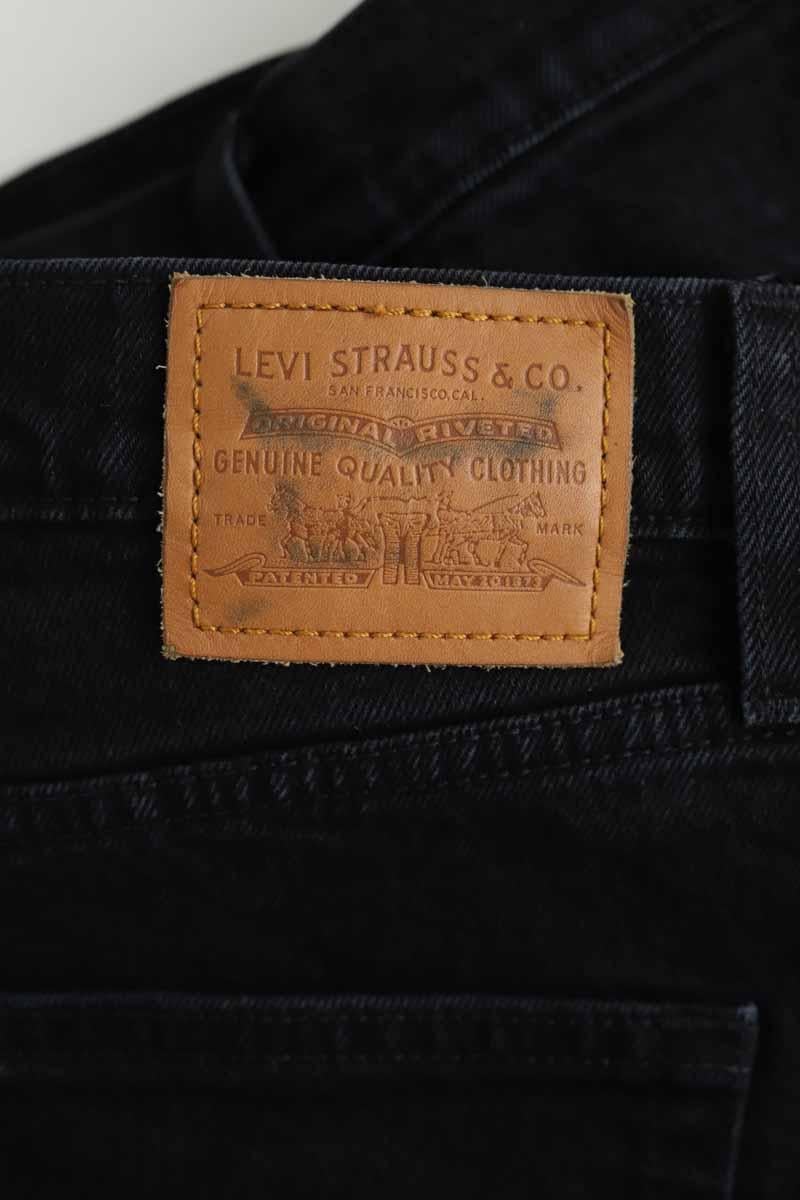 LEVI STRAUSS & CO.
SAN FRANCISCO, CAL.
ORIGINAL RIVETED
GENUINE QUALITY CLOTHING
TRADE MARK
PATENTED MAY 20 1873